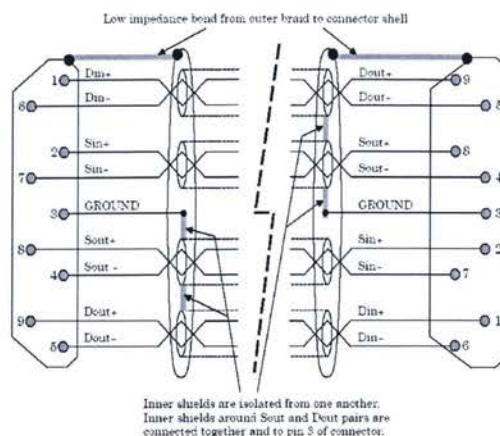 Low impedance bond from outer braid to connector shell
1 Din+ Dout+ 9
6 Din− Dout− 5
2 Sin+ Sout+ 8
7 Sin− Sout− 4
3 GROUND GROUND 3
8 Sout+ Sin+ 2
4 Sout − Sin− 7
9 Dout+ Din+ 1
5 Dout− Din− 6
Inner shields are isolated from one another.
Inner shields around Sout and Dout pairs are
connected together and to pin 3 of connector.